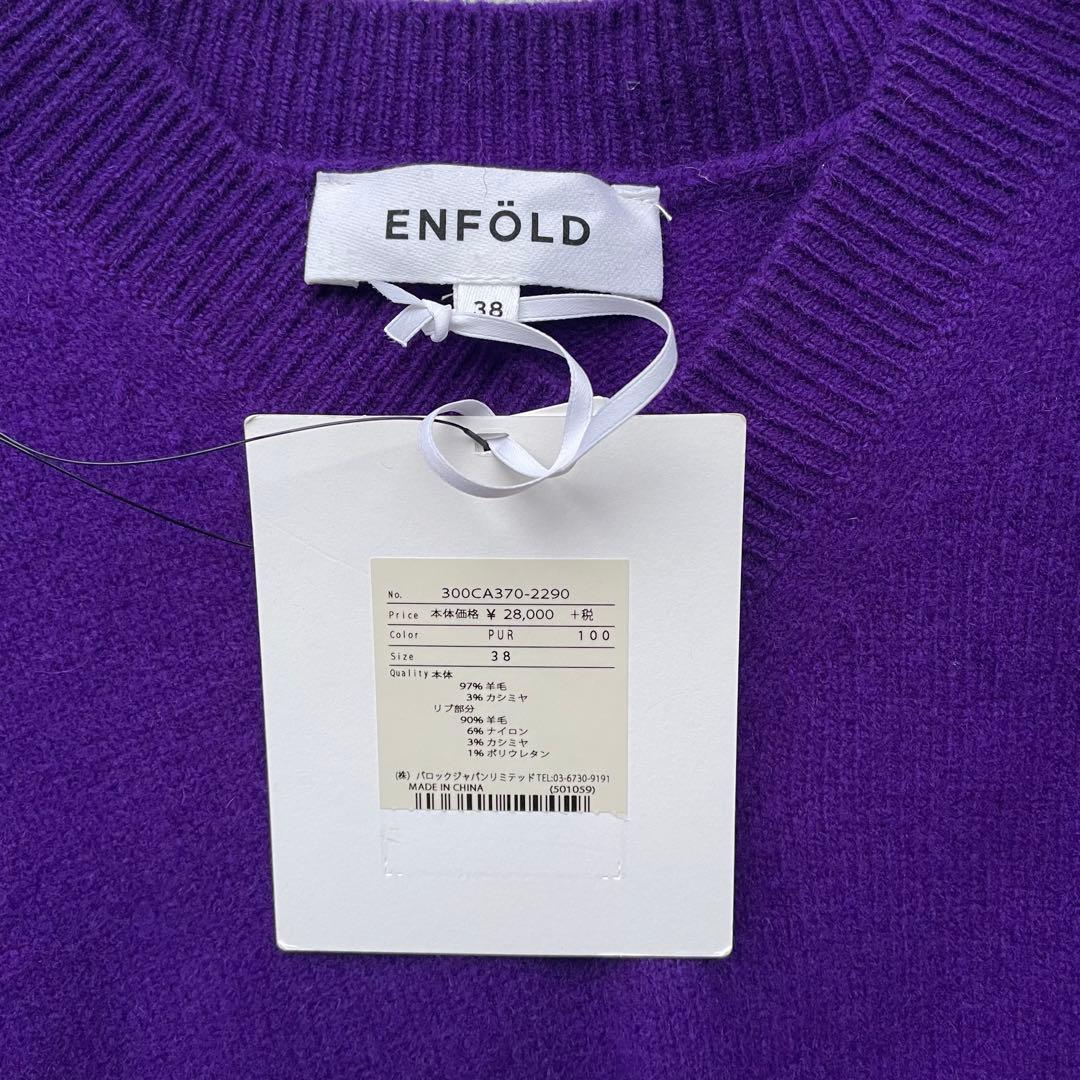 ENFÖLD
38
No. 300CA370-2290
Price 本体価格 ¥ 28,000 +税
Color PUR 100
Size 38
Quality 本体
97% 羊毛
3% カシミヤ
リブ部分
90% 羊毛
6% ナイロン
3% カシミヤ
1% ポリウレタン
(株) バロックジャパンリミテッド TEL:03-6730-9191
MADE IN CHINA (501059)